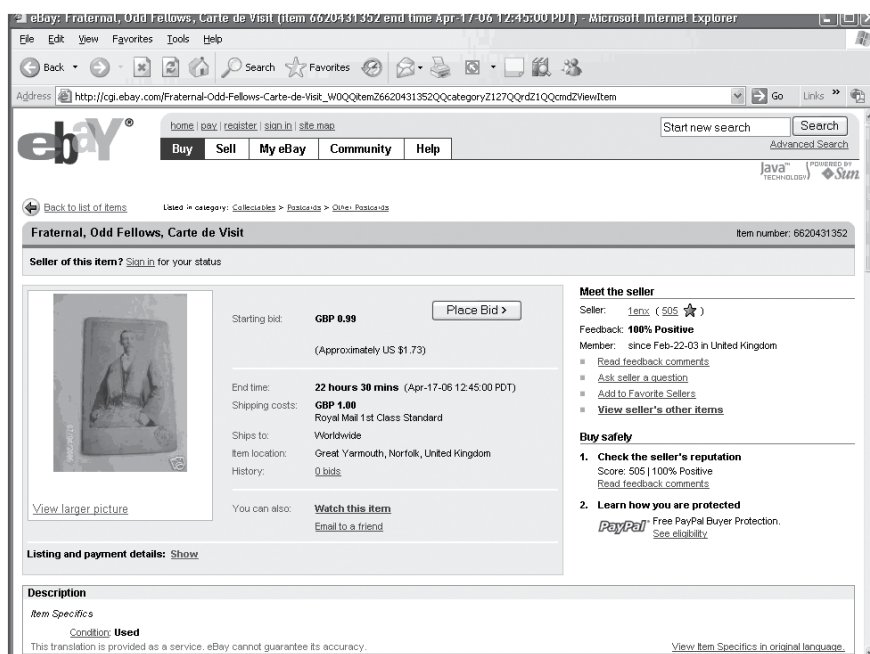 eBay: Fraternal, Odd Fellows, Carte de Visit (item 6620431352 end time Apr-17-06 12:45:00 PDT) - Microsoft Internet Explorer
File Edit View Favorites Tools Help
Back Search Favorites
Address http://cgi.ebay.com/Fraternal-Odd-Fellows-Carte-de-Visit_W0QQitemZ6620431352QQcategoryZ127QQrdZ1QQcmdZViewItem Go Links »
ebaY® home | pay | register | sign in | site map Start new search Search
Buy Sell My eBay Community Help Advanced Search
Java™ TECHNOLOGY POWERED BY Sun
Back to list of items Listed in category: Collectables > Postcards > Other Postcards
Fraternal, Odd Fellows, Carte de Visit Item number: 6620431352
Seller of this item? Sign in for your status
Starting bid: GBP 0.99 Place Bid >
(Approximately US $1.73)
End time: 22 hours 30 mins (Apr-17-06 12:45:00 PDT)
Shipping costs: GBP 1.00
Royal Mail 1st Class Standard
Ships to: Worldwide
Item location: Great Yarmouth, Norfolk, United Kingdom
History: 0 bids
View larger picture
You can also: Watch this item
Email to a friend
Listing and payment details: Show
Meet the seller
Seller: 1enx ( 505 )
Feedback: 100% Positive
Member: since Feb-22-03 in United Kingdom
Read feedback comments
Ask seller a question
Add to Favorite Sellers
View seller's other items
Buy safely
1. Check the seller's reputation
Score: 505 | 100% Positive
Read feedback comments
2. Learn how you are protected
PayPal Free PayPal Buyer Protection.
See eligibility
Description
Item Specifics
Condition: Used
This translation is provided as a service. eBay cannot guarantee its accuracy. View Item Specifics in original language.